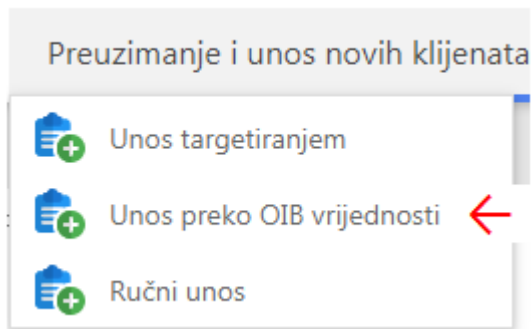 Preuzimanje i unos novih klijenata
Unos targetiranjem
Unos preko OIB vrijednosti
Ručni unos